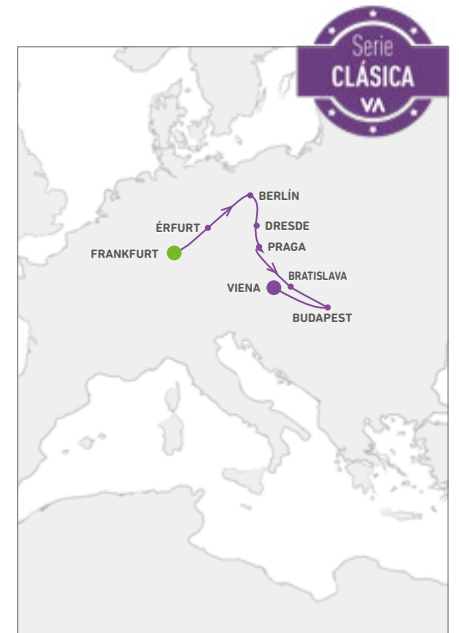 Serie
CLÁSICA
VA
BERLÍN
ÉRFURT
DRESDE
PRAGA
FRANKFURT
BRATISLAVA
VIENA
BUDAPEST